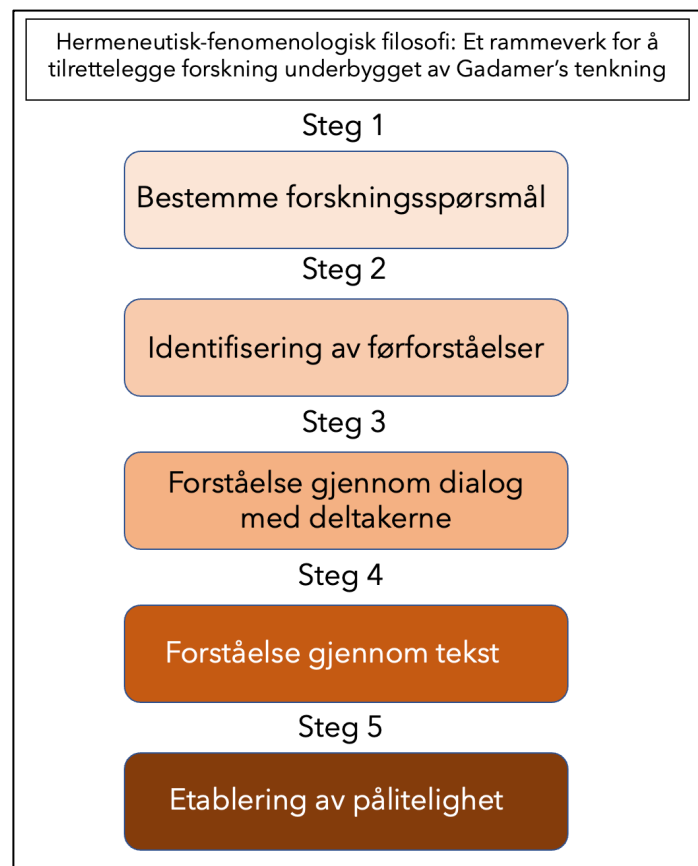 Hermeneutisk-fenomenologisk filosofi: Et rammeverk for å
tilrettelegge forskning underbygget av Gadamer's tenkning
Steg 1
Bestemme forskningsspørsmål
Steg 2
Identifisering av førforståelser
Steg 3
Forståelse gjennom dialog
med deltakerne
Steg 4
Forståelse gjennom tekst
Steg 5
Etablering av pålitelighet